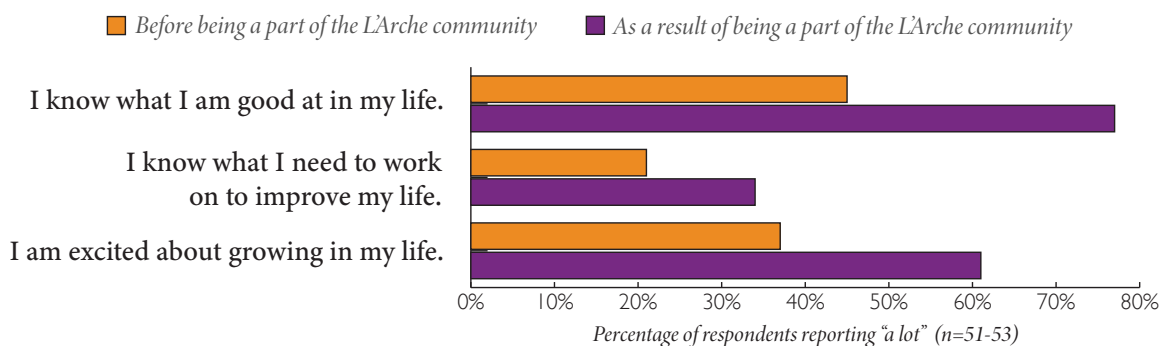 Before being a part of the L'Arche community As a result of being a part of the L'Arche community
I know what I am good at in my life.
I know what I need to work
on to improve my life.
I am excited about growing in my life.
0% 10% 20% 30% 40% 50% 60% 70% 80%
Percentage of respondents reporting “a lot” (n=51-53)